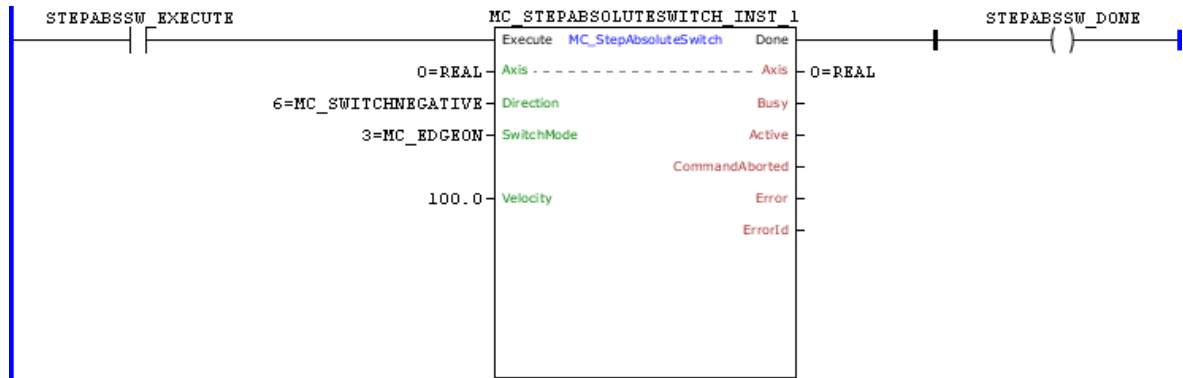 STEPABSSW_EXECUTE MC_STEPABSOLUTESWITCH_INST_1 STEPABSSW_DONE
Execute MC_StepAbsoluteSwitch Done
0=REAL Axis Axis 0=REAL
6=MC_SWITCHNEGATIVE Direction Busy
3=MC_EDGEON SwitchMode Active
CommandAborted
100.0 Velocity Error
ErrorId